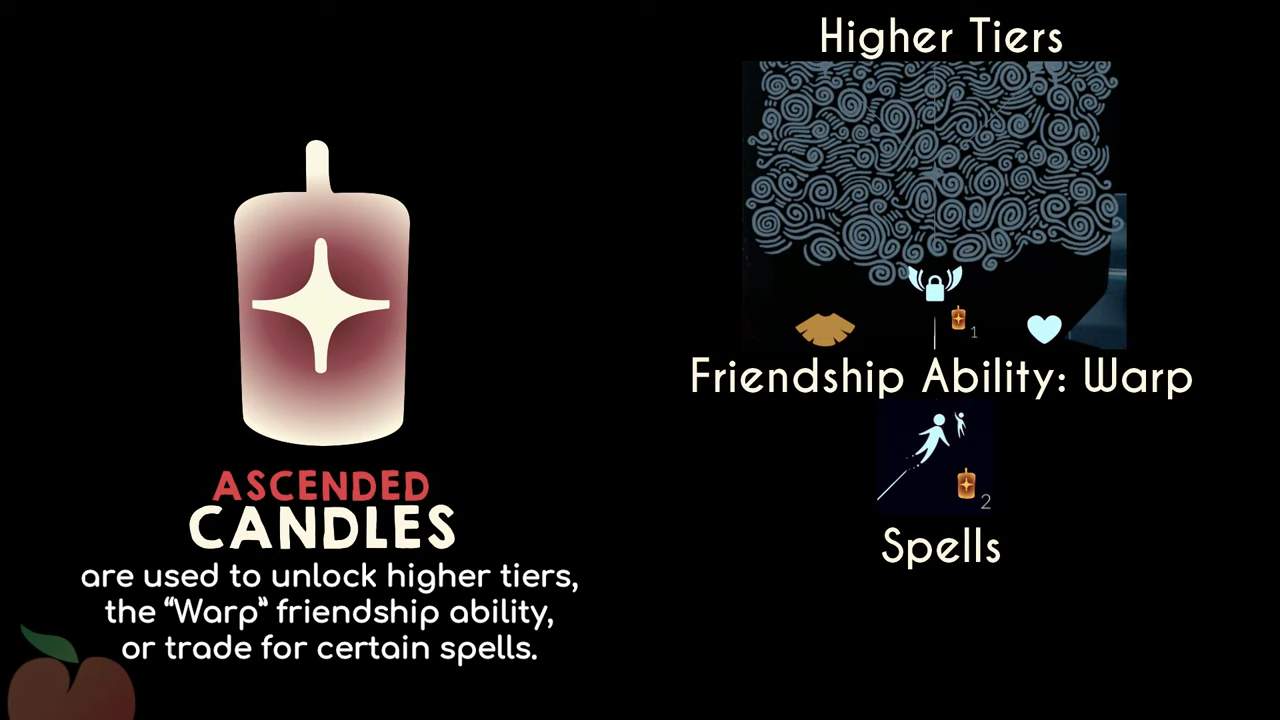 Higher Tiers
1
Friendship Ability: Warp
2
Spells
ASCENDED
CANDLES
are used to unlock higher tiers,
the “Warp” friendship ability,
or trade for certain spells.